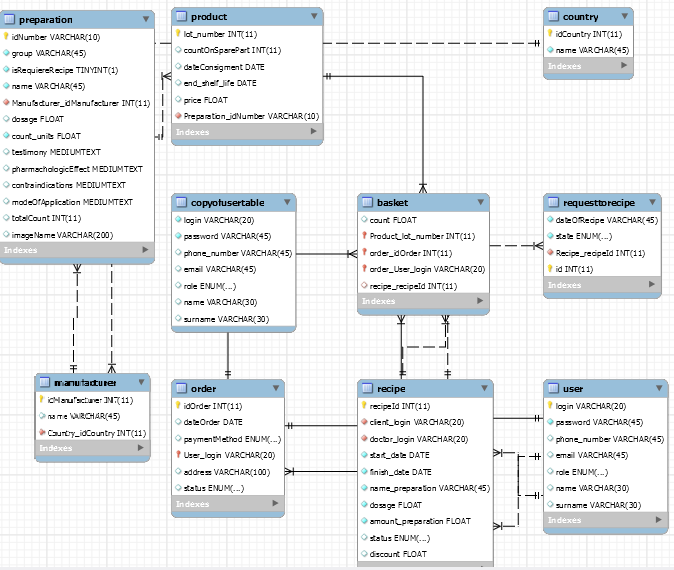 preparation
idNumber VARCHAR(10)
group VARCHAR(45)
isRequiereRecipe TINYINT(1)
name VARCHAR(45)
Manufacturer_idManufacturer INT(11)
dosage FLOAT
count_units FLOAT
testimony MEDIUMTEXT
pharmachologicEffect MEDIUMTEXT
contraindications MEDIUMTEXT
modeOfApplication MEDIUMTEXT
totalCount INT(11)
imageName VARCHAR(200)
Indexes
product
lot_number INT(11)
countOnSparePart INT(11)
dateConsigment DATE
end_shelf_life DATE
price FLOAT
Preparation_idNumber VARCHAR(10)
Indexes
country
idCountry INT(11)
name VARCHAR(45)
Indexes
copyofusertable
login VARCHAR(20)
password VARCHAR(45)
phone_number VARCHAR(45)
email VARCHAR(45)
role ENUM(...)
name VARCHAR(30)
surname VARCHAR(30)
basket
count FLOAT
Product_lot_number INT(11)
order_idOrder INT(11)
order_User_login VARCHAR(20)
recipe_recipeId INT(11)
Indexes
requesttorecipe
dateOfRecipe VARCHAR(45)
state ENUM(...)
Recipe_recipeId INT(11)
id INT(11)
Indexes
manufacturer
idManufacturer INT(11)
name VARCHAR(45)
Country_idCountry INT(11)
Indexes
order
idOrder INT(11)
dateOrder DATE
paymentMethod ENUM(...)
User_login VARCHAR(20)
address VARCHAR(100)
status ENUM(...)
Indexes
recipe
recipeId INT(11)
client_login VARCHAR(20)
doctor_login VARCHAR(20)
start_date DATE
finish_date DATE
name_preparation VARCHAR(45)
dosage FLOAT
amount_preparation FLOAT
status ENUM(...)
discount FLOAT
user
login VARCHAR(20)
password VARCHAR(45)
phone_number VARCHAR(45)
email VARCHAR(45)
role ENUM(...)
name VARCHAR(30)
surname VARCHAR(30)
Indexes